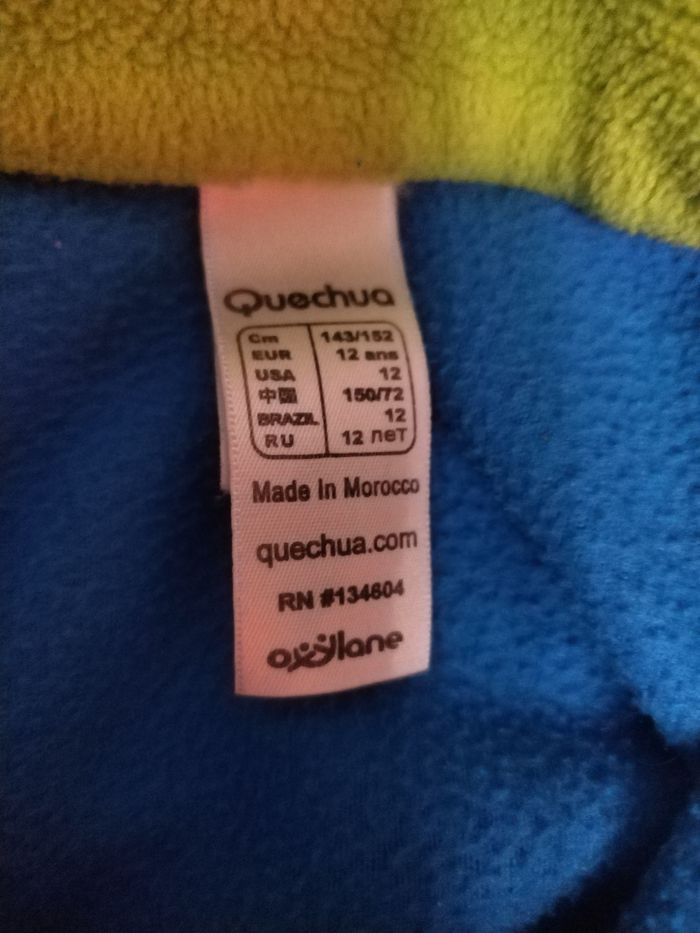 Quechua
Cm 143/152
EUR 12 ans
USA 12
中国 150/72
BRAZIL 12
RU 12 лет
Made In Morocco
quechua.com
RN #134604
oxylane